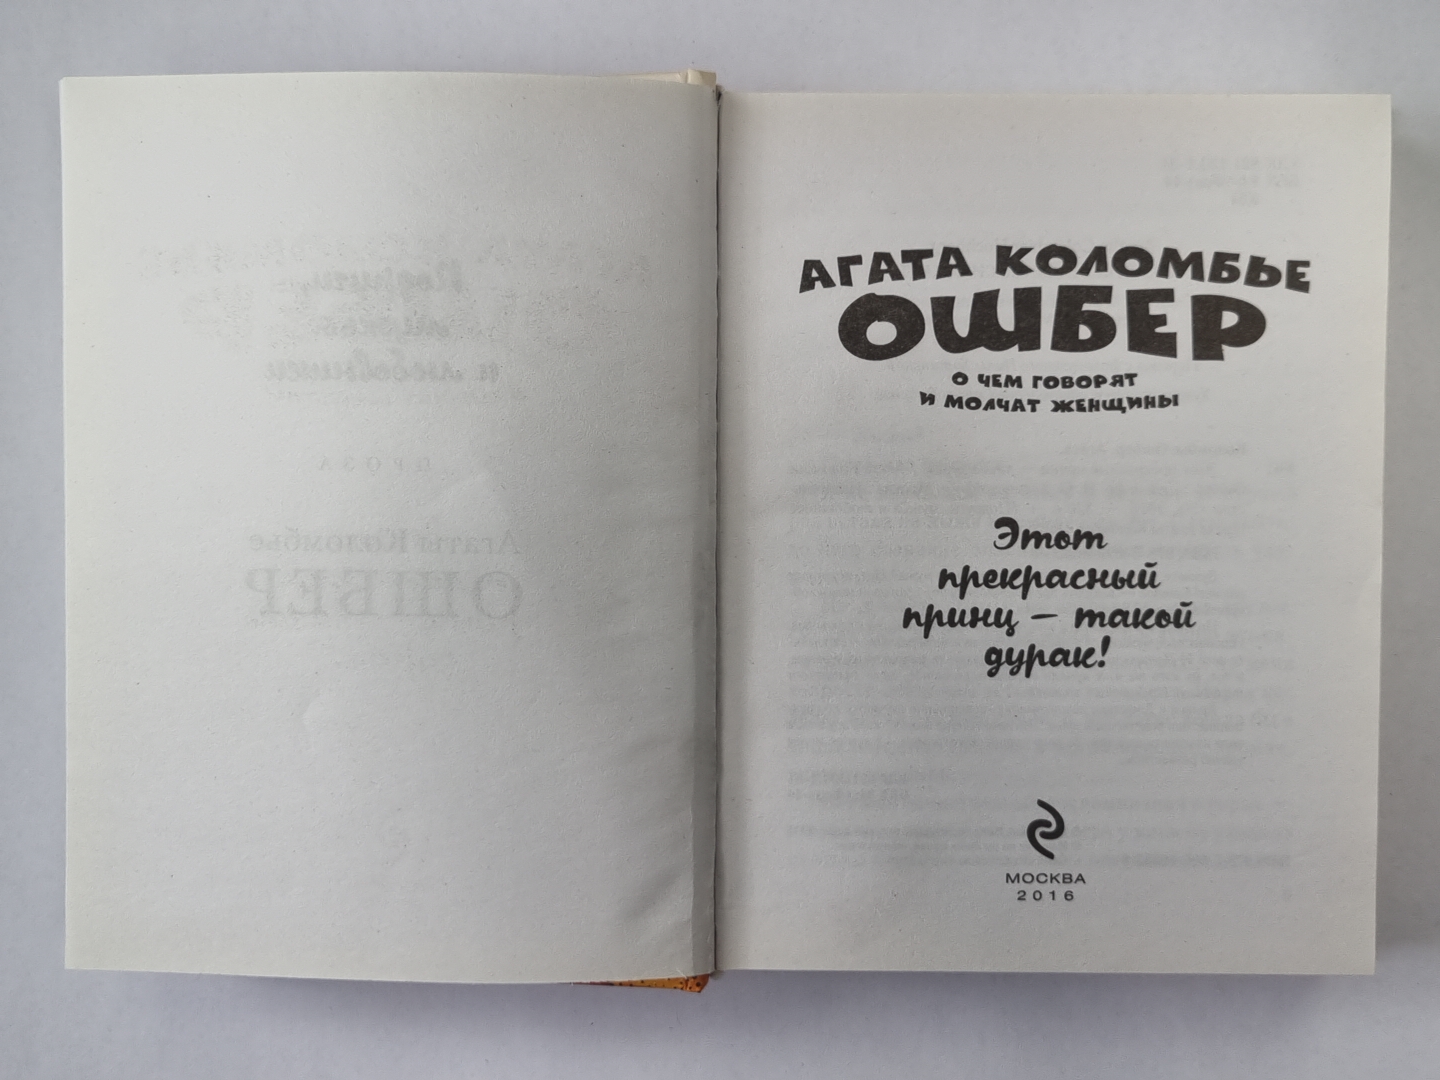 АГАТА КОЛОМБЬЕ
ОШБЕР
О ЧЕМ ГОВОРЯТ
И МОЛЧАТ ЖЕНЩИНЫ
Этот
прекрасный
принц – такой
дурак!
МОСКВА
2016